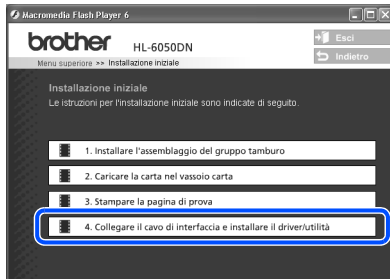 Macromedia Flash Player 6
brother HL-6050DN
Esci
Menu superiore >> Installazione iniziale
Indietro
Installazione iniziale
Le istruzioni per l'installazione iniziale sono indicate di seguito.
1. Installare l'assemblaggio del gruppo tamburo
2. Caricare la carta nel vassoio carta
3. Stampare la pagina di prova
4. Collegare il cavo di interfaccia e installare il driver/utilità